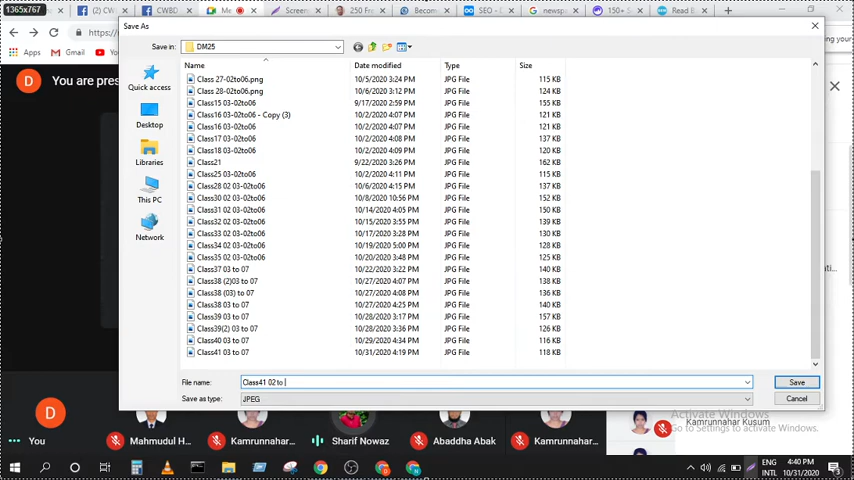 1365x767
(2) CW
CWBD
Me
Screen
250 Fr
Becom
SEO -
newsp
150+ S
Read E
https://
Apps
Gmail
YouTu
D
You are pres
Save As
Save in:
DM25
Quick access
Desktop
Libraries
This PC
Network
Name
Date modified
Type
Size
Class 27-02to06.png
10/5/2020 3:24 PM
JPG File
115 KB
Class 28-02to06.png
10/6/2020 3:12 PM
JPG File
124 KB
Class15 03-02to06
9/17/2020 2:59 PM
JPG File
155 KB
Class16 03-02to06 - Copy (3)
10/2/2020 4:07 PM
JPG File
121 KB
Class16 03-02to06
10/2/2020 4:07 PM
JPG File
121 KB
Class17 03-02to06
10/2/2020 4:08 PM
JPG File
137 KB
Class18 03-02to06
10/2/2020 4:09 PM
JPG File
120 KB
Class21
9/22/2020 3:26 PM
JPG File
162 KB
Class25 03-02to06
10/2/2020 4:11 PM
JPG File
115 KB
Class28 02 03-02to06
10/6/2020 4:15 PM
JPG File
137 KB
Class30 02 03-02to06
10/8/2020 10:56 PM
JPG File
152 KB
Class31 02 03-02to06
10/14/2020 4:05 PM
JPG File
150 KB
Class32 02 03-02to06
10/15/2020 3:55 PM
JPG File
139 KB
Class33 02 03-02to06
10/17/2020 3:28 PM
JPG File
130 KB
Class34 02 03-02to06
10/19/2020 5:00 PM
JPG File
128 KB
Class35 02 03-02to06
10/20/2020 3:48 PM
JPG File
125 KB
Class37 03 to 07
10/22/2020 3:22 PM
JPG File
140 KB
Class38 (2)03 to 07
10/27/2020 4:07 PM
JPG File
138 KB
Class38 (03) to 07
10/27/2020 4:08 PM
JPG File
136 KB
Class38 03 to 07
10/27/2020 4:25 PM
JPG File
140 KB
Class39 03 to 07
10/28/2020 3:17 PM
JPG File
157 KB
Class39(2) 03 to 07
10/28/2020 3:36 PM
JPG File
126 KB
Class40 03 to 07
10/29/2020 4:34 PM
JPG File
116 KB
Class41 03 to 07
10/31/2020 4:19 PM
JPG File
118 KB
File name:
Class41 02 to
Save
Save as type:
JPEG
Cancel
D
You
Mahmudul H...
Kamrunnahar...
Sharif Nowaz
Abaddha Abak
Kamrunnahar...
Activate Windows
Kamrunnahar Kusum
Go to Settings to activate Windows.
ENG
INTL
4:40 PM
10/31/2020
3